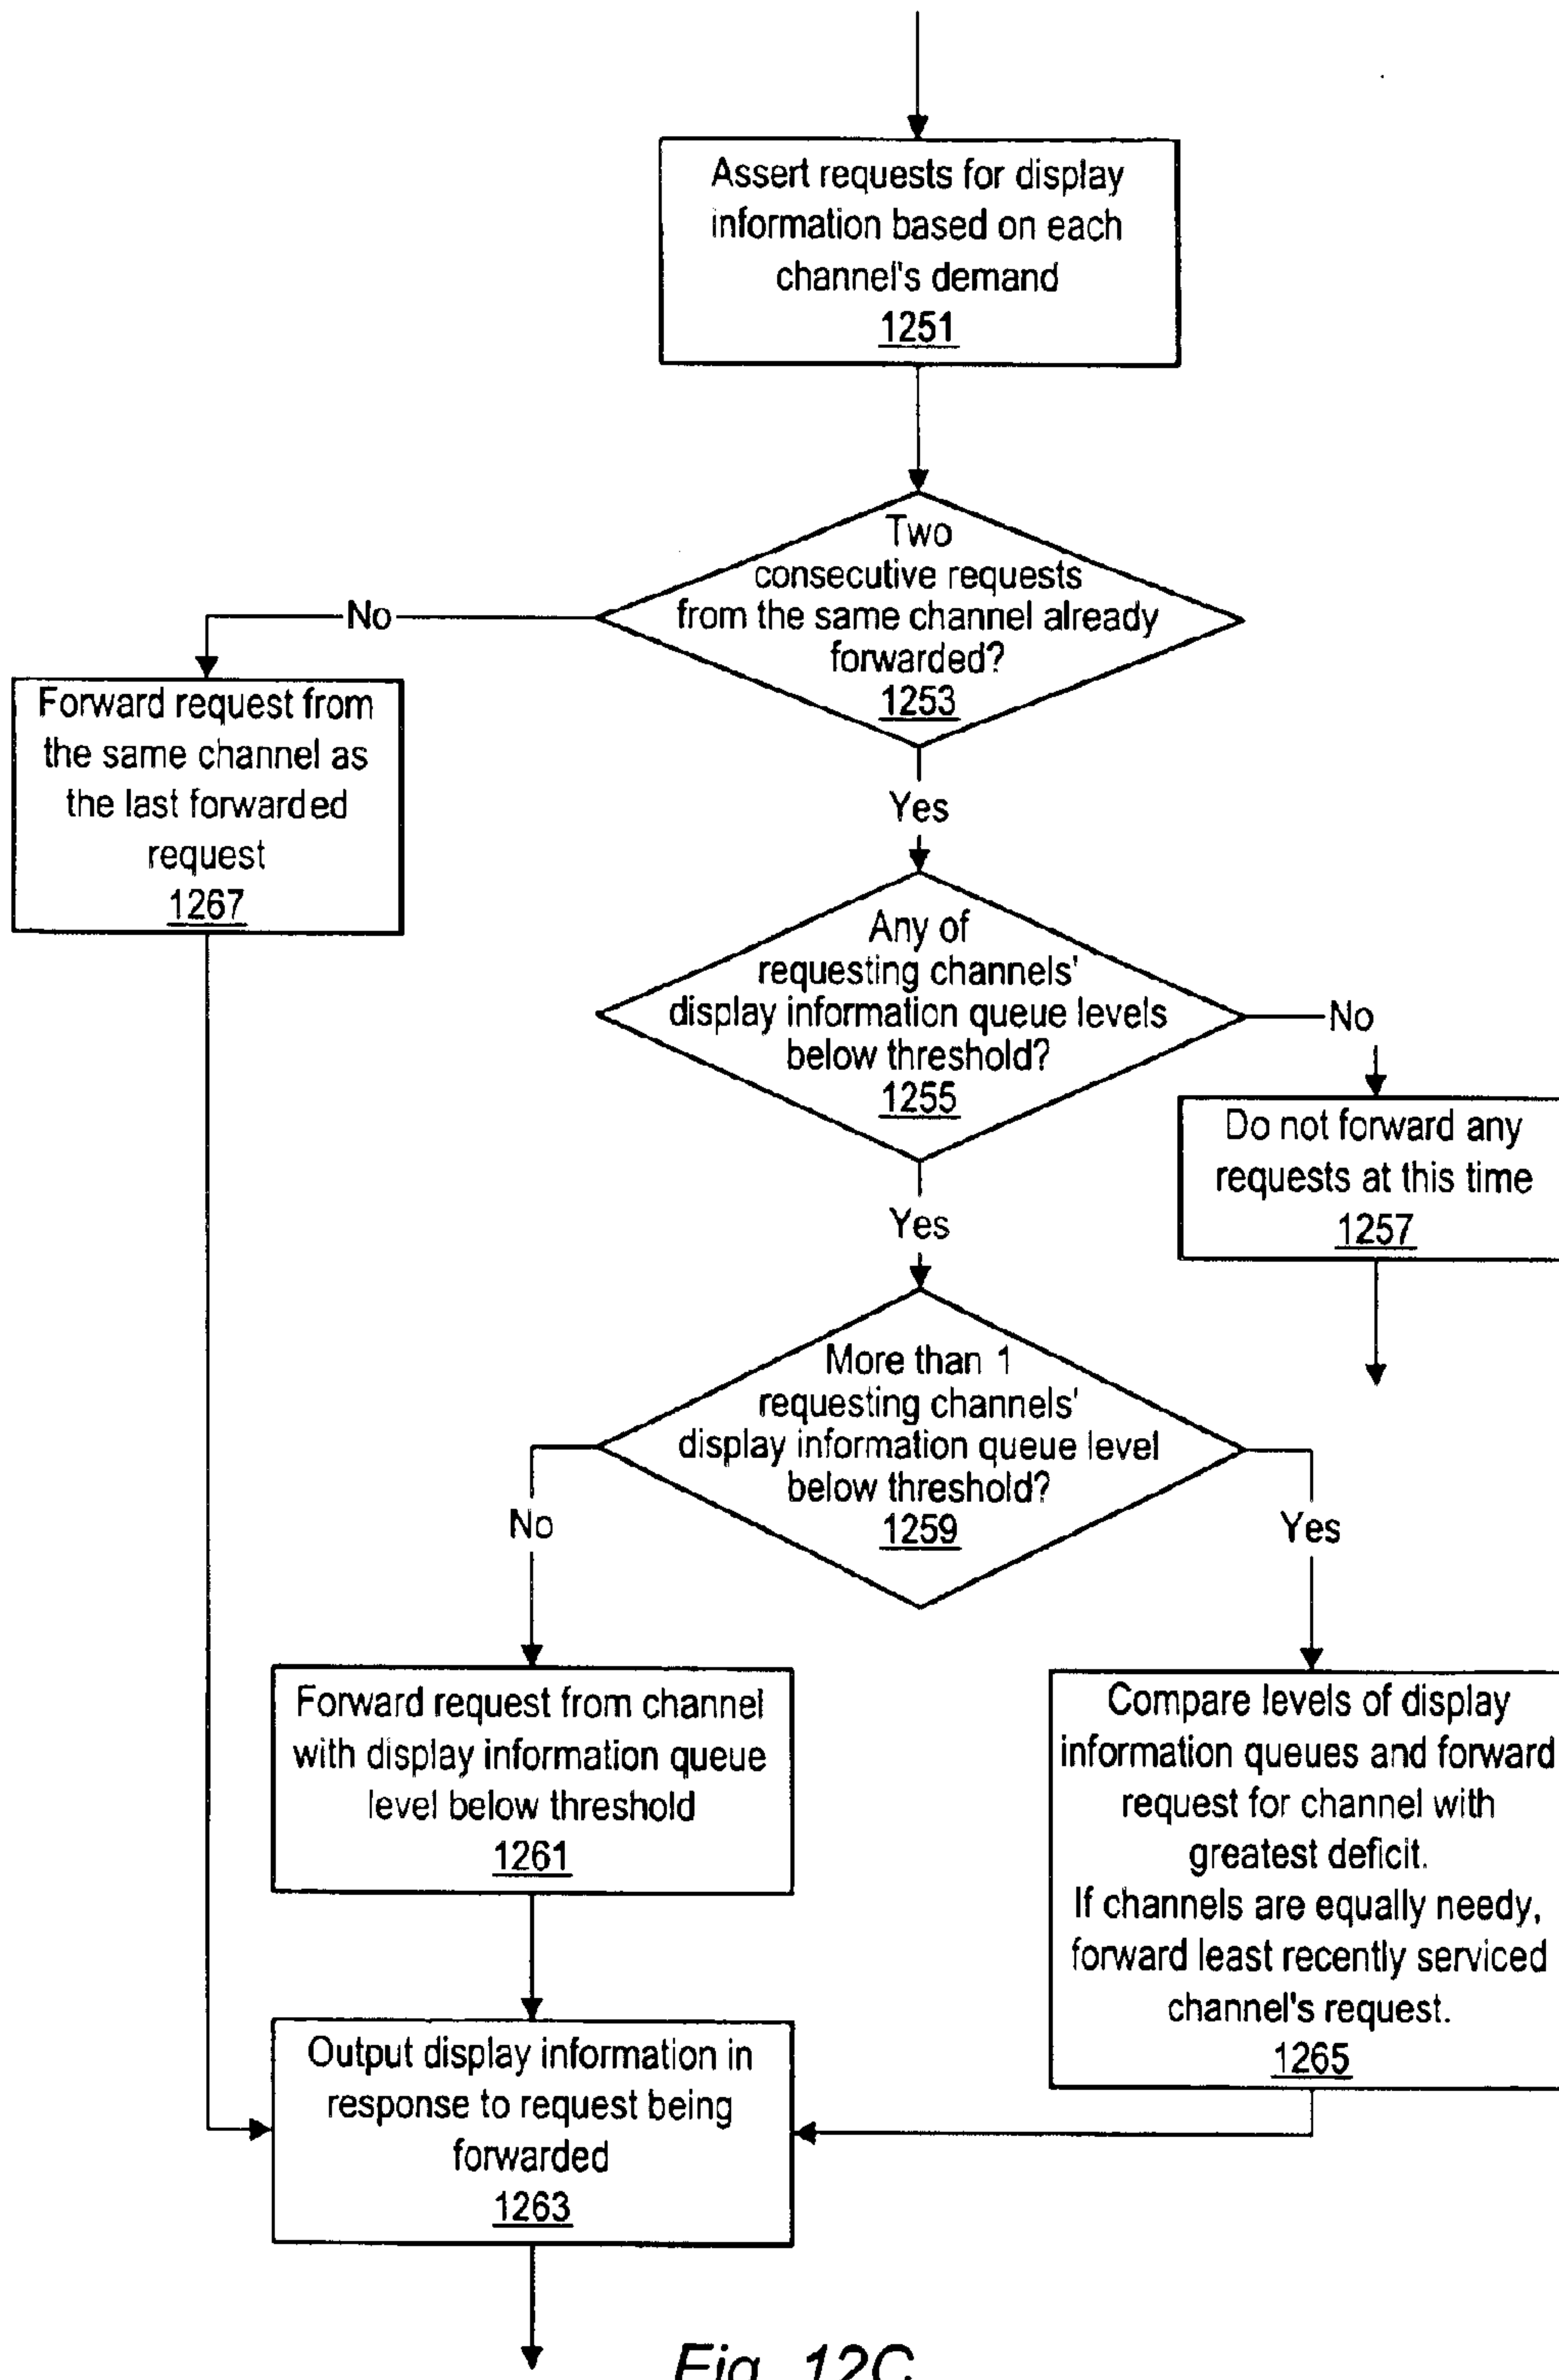 Assert requests for display
information based on each
channel's demand
1251
Two
consecutive requests
from the same channel already
forwarded?
1253
No
Yes
Forward request from
the same channel as
the last forwarded
request
1267
Any of
requesting channels'
display information queue levels
below threshold?
1255
No
Yes
Do not forward any
requests at this time
1257
More than 1
requesting channels'
display information queue level
below threshold?
1259
No
Yes
Forward request from channel
with display information queue
level below threshold
1261
Compare levels of display
information queues and forward
request for channel with
greatest deficit.
If channels are equally needy,
forward least recently serviced
channel's request.
1265
Output display information in
response to request being
forwarded
1263
Fig. 12C